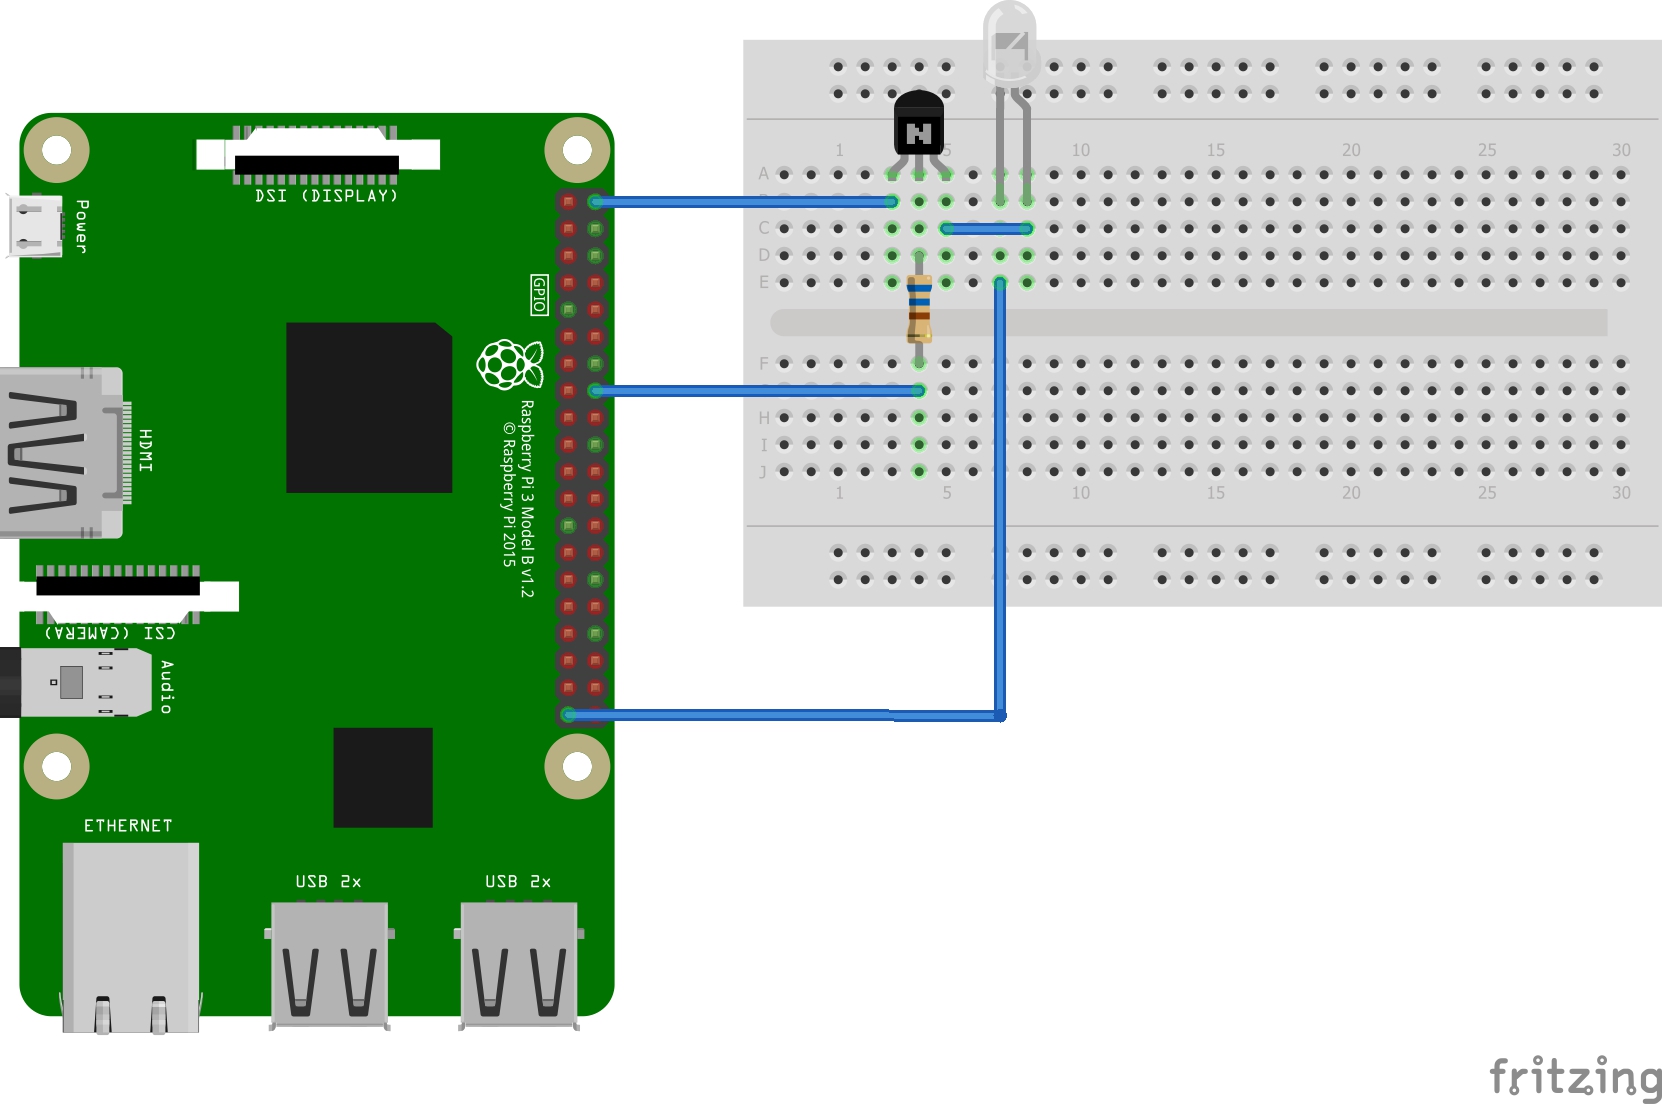 DSI (DISPLAY)
Power
GPIO
Raspberry Pi 3 Model B v1.2
© Raspberry Pi 2015
HDMI
CSI (CAMERA)
Audio
ETHERNET
USB 2x
USB 2x
N
1 5 10 15 20 25 30
A
C
D
E
F
H
I
J
1 5 10 15 20 25 30
fritzing